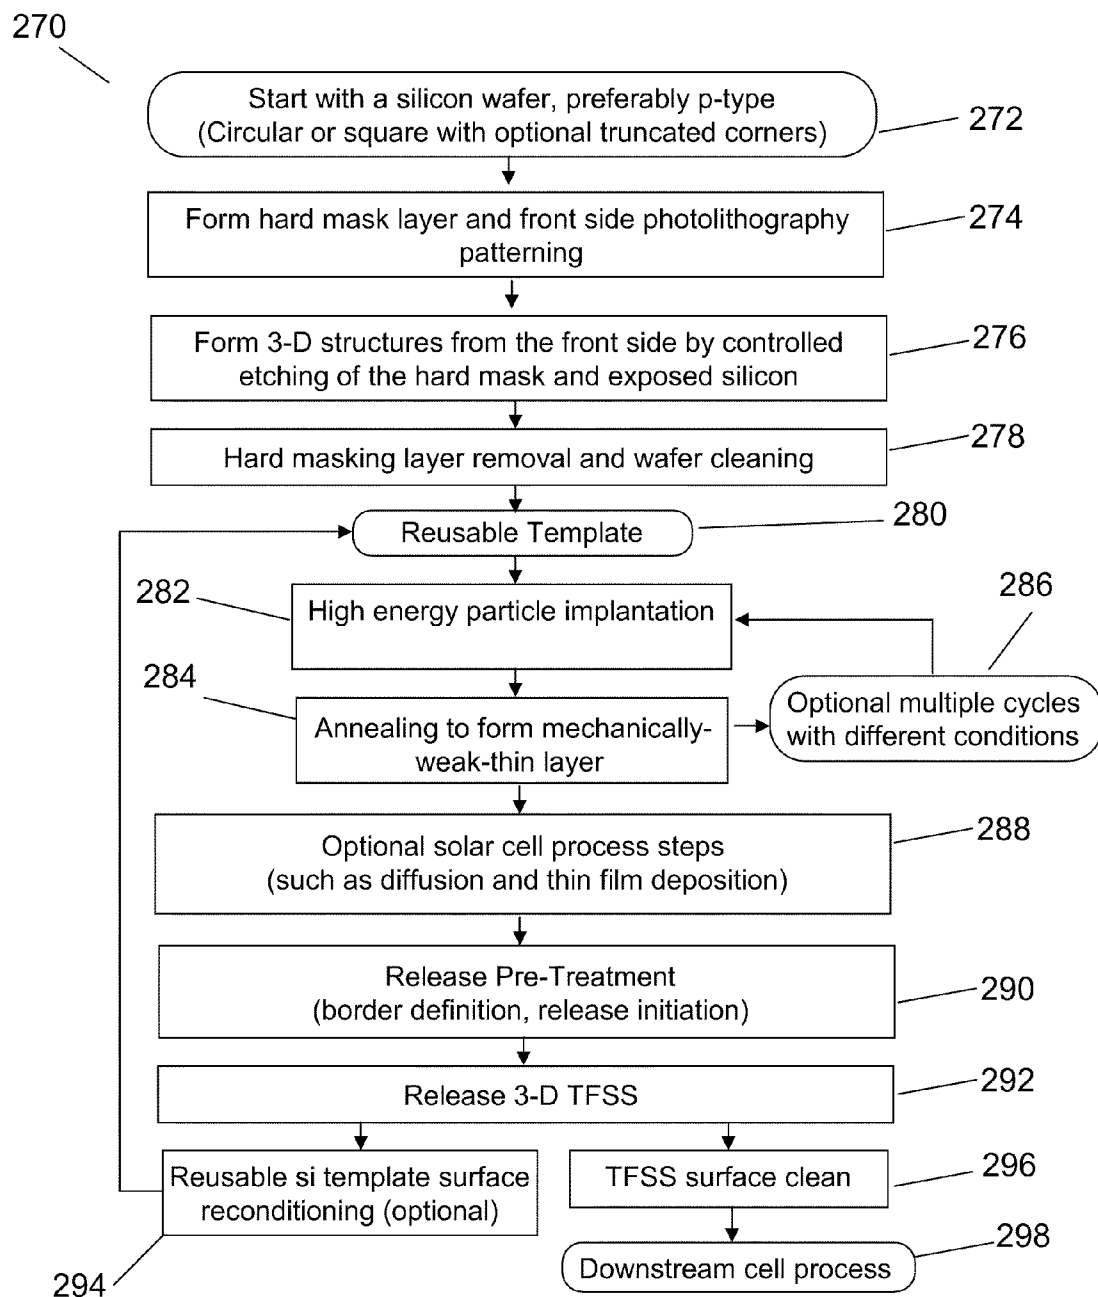 270
Start with a silicon wafer, preferably p-type
(Circular or square with optional truncated corners)
272
Form hard mask layer and front side photolithography
patterning
274
Form 3-D structures from the front side by controlled
etching of the hard mask and exposed silicon
276
Hard masking layer removal and wafer cleaning
278
Reusable Template
280
282
High energy particle implantation
286
284
Annealing to form mechanically-
weak-thin layer
Optional multiple cycles
with different conditions
Optional solar cell process steps
(such as diffusion and thin film deposition)
288
Release Pre-Treatment
(border definition, release initiation)
290
Release 3-D TFSS
292
Reusable si template surface
reconditioning (optional)
294
TFSS surface clean
296
Downstream cell process
298